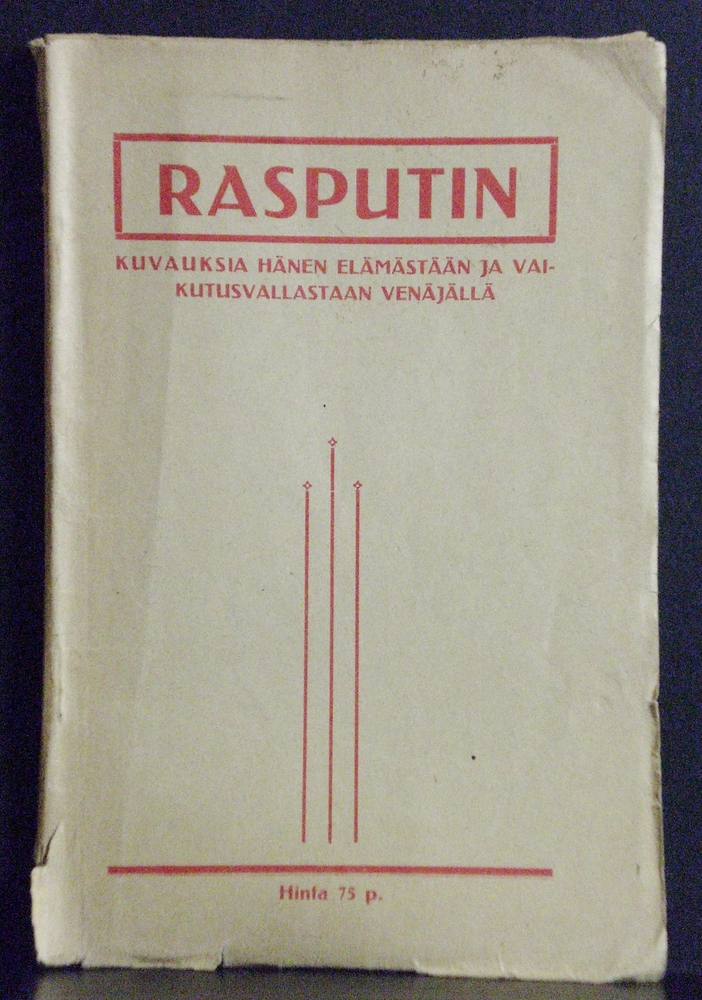 RASPUTIN
KUVAUKSIA HÄNEN ELÄMÄSTÄÄN JA VAI-
KUTUSVALLASTAAN VENÄJÄLLÄ
Hinta 75 p.